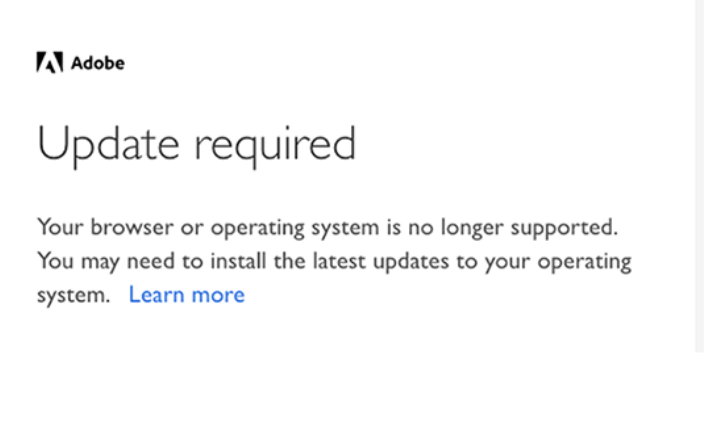 Adobe
Update required
Your browser or operating system is no longer supported.
You may need to install the latest updates to your operating
system. Learn more